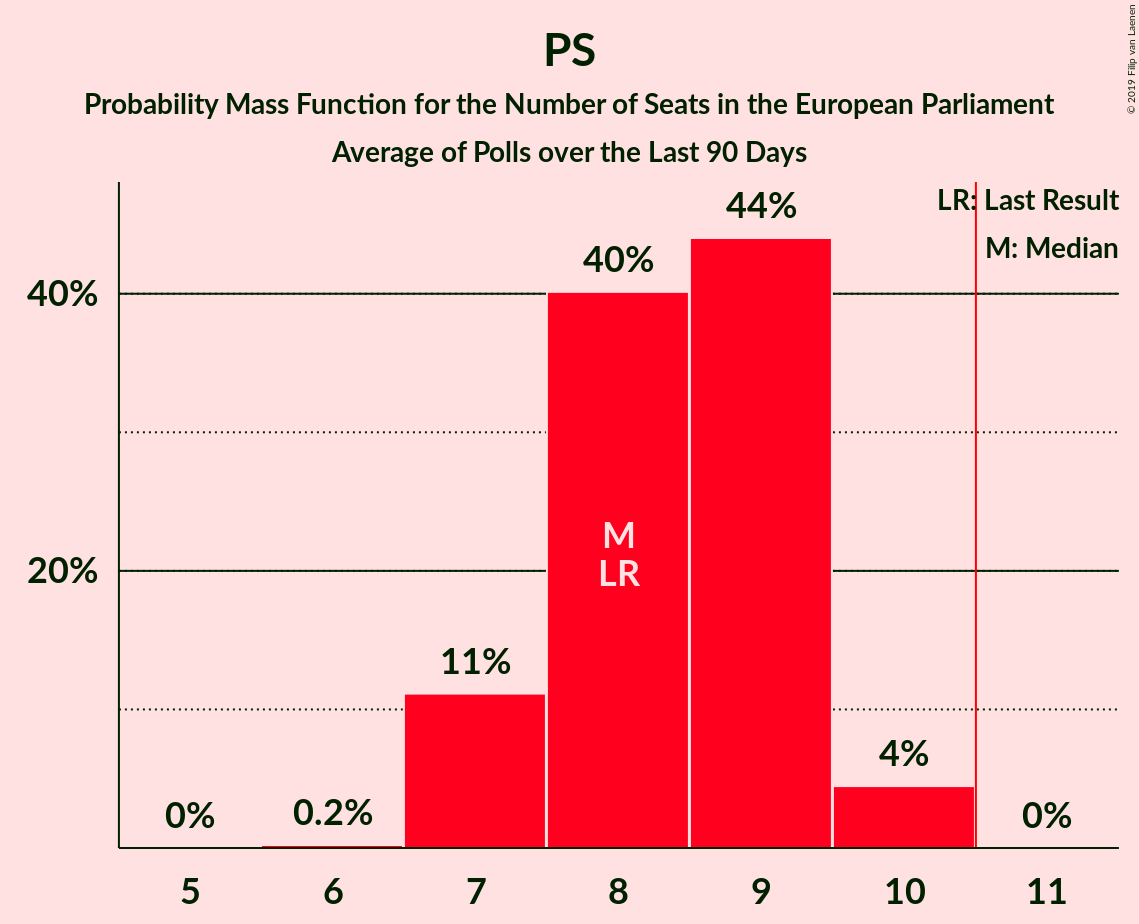 PS
Probability Mass Function for the Number of Seats in the European Parliament
Average of Polls over the Last 90 Days
© 2019 Filip van Laenen
LR: Last Result
M: Median
44%
40%
40%
M
LR
20%
11%
4%
0%
0.2%
0%
5
6
7
8
9
10
11